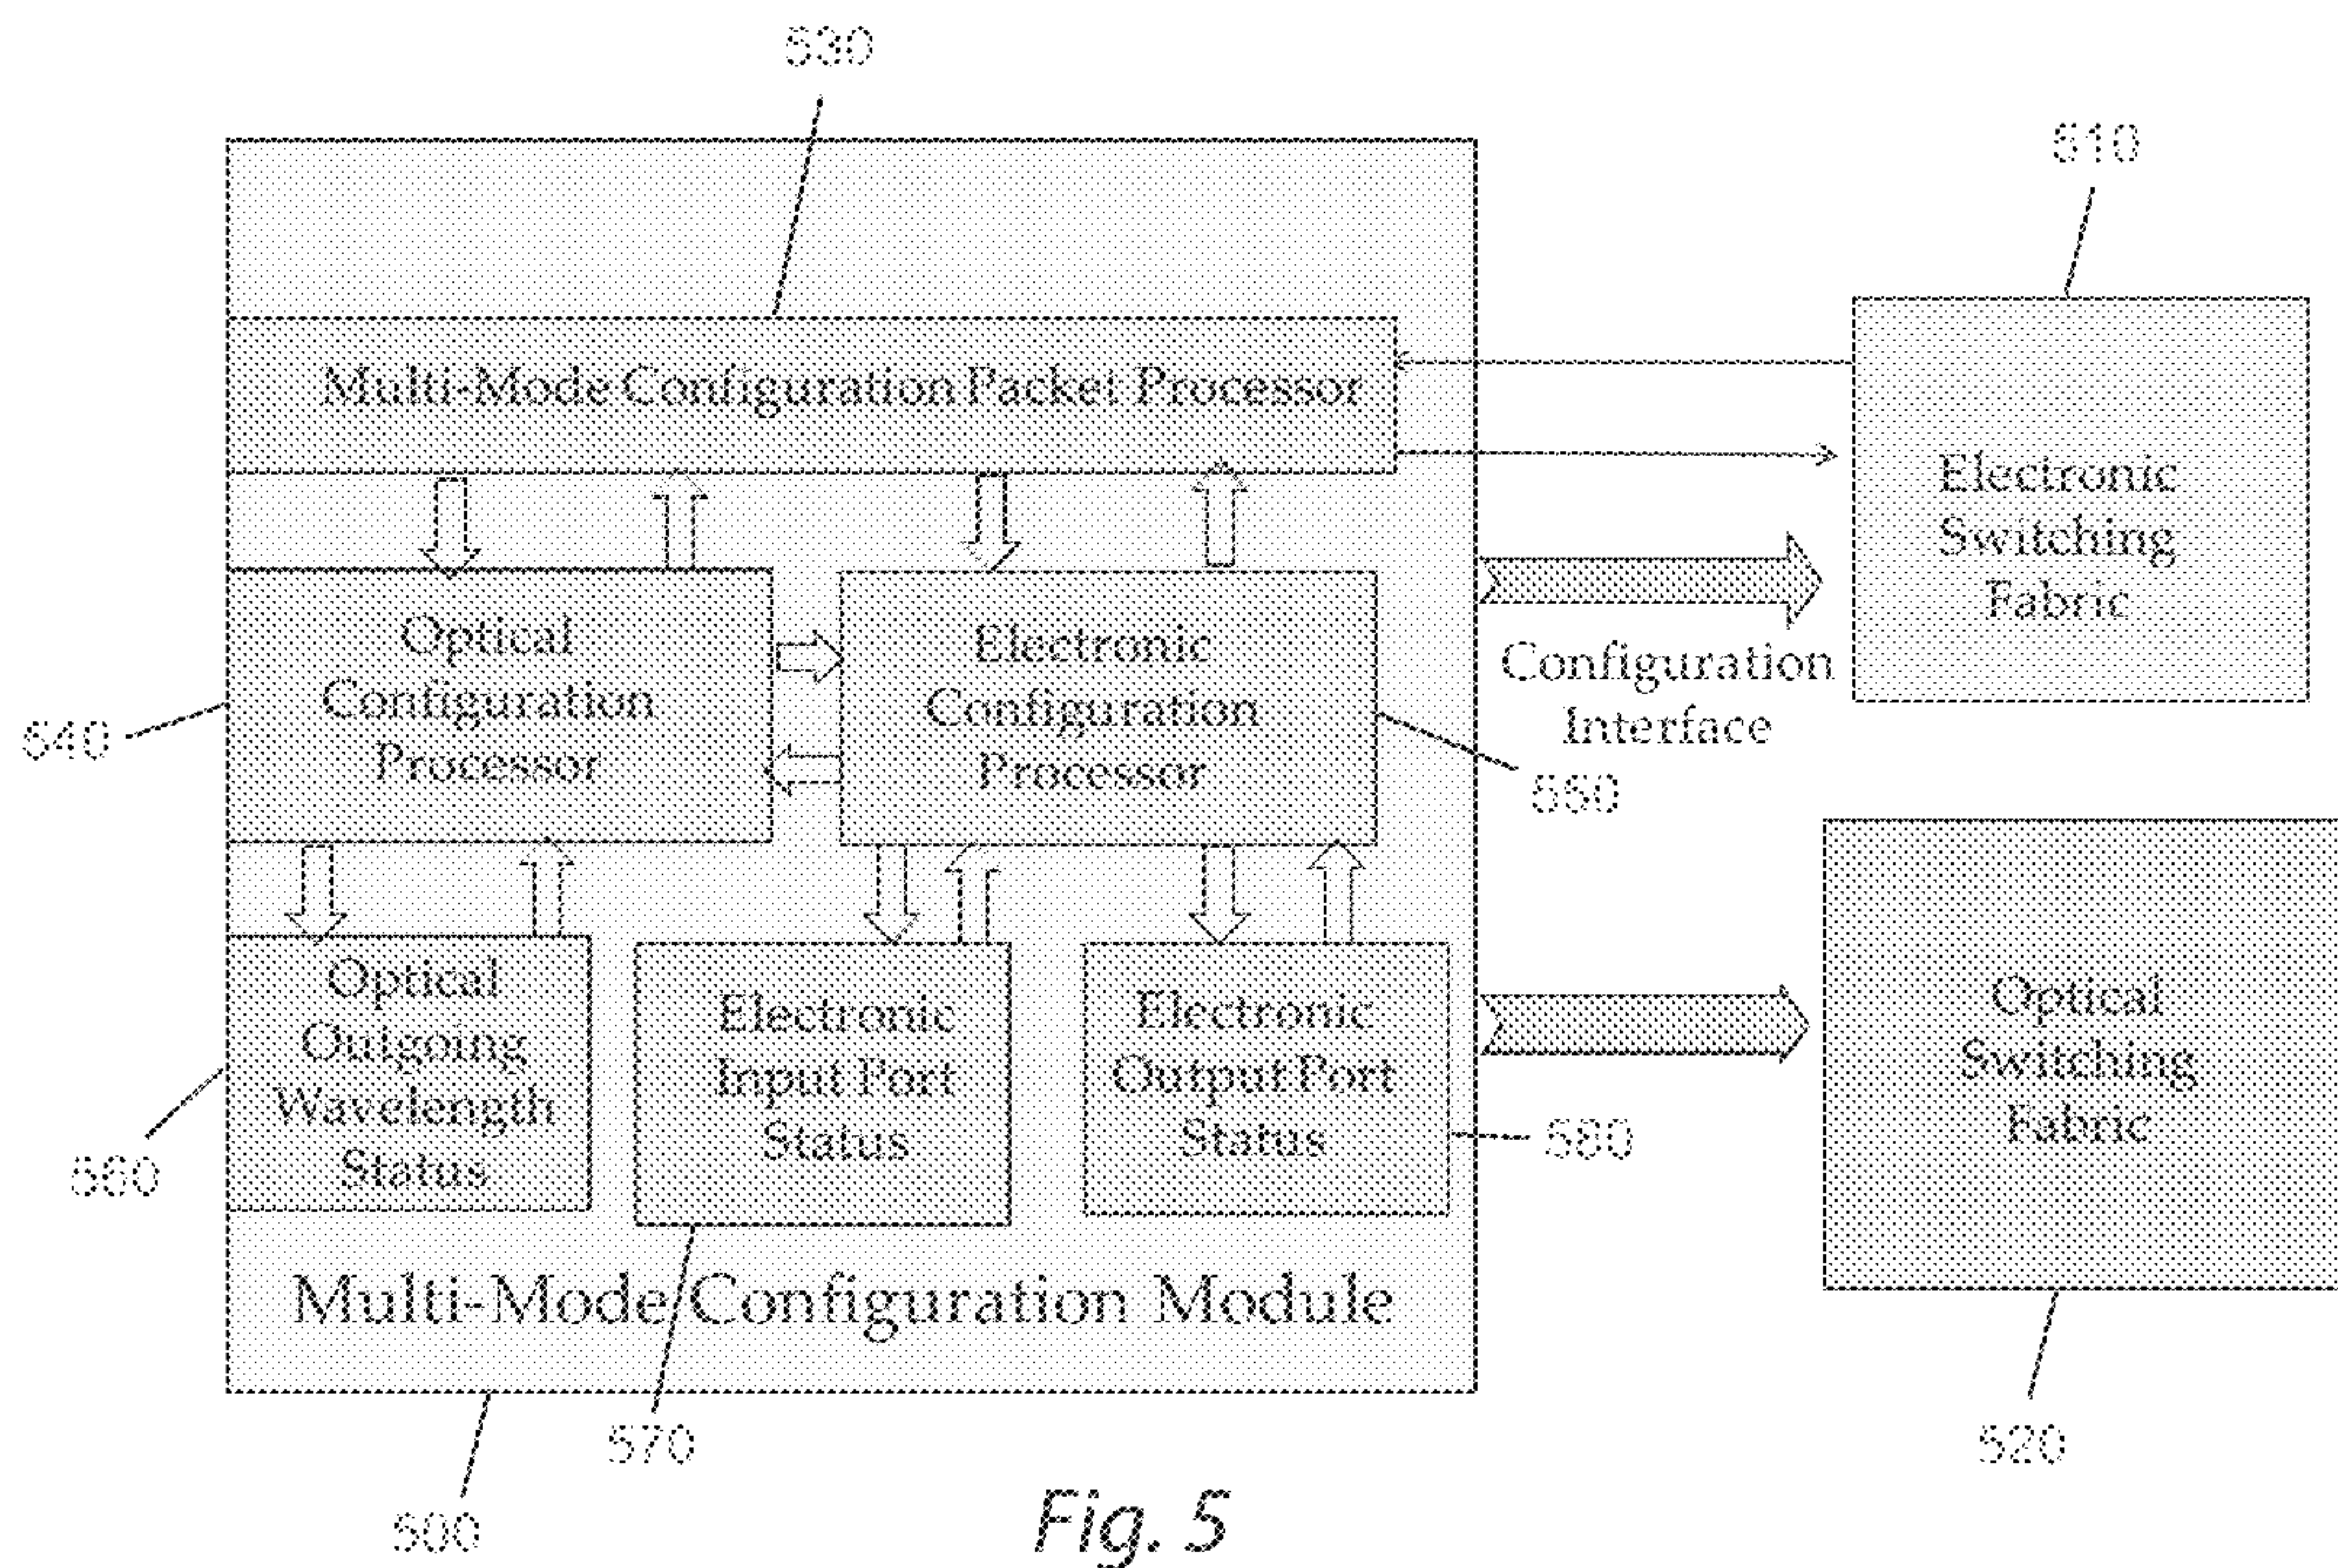 530
510
Multi-Mode Configuration Packet Processor
Electronic
Switching
Fabric
Optical
Configuration
Processor
Electronic
Configuration
Processor
Configuration
Interface
540
550
Optical
Outgoing
Wavelength
Status
Electronic
Input Port
Status
Electronic
Output Port
Status
Optical
Switching
Fabric
560
580
Multi-Mode Configuration Module
570
520
500
Fig. 5